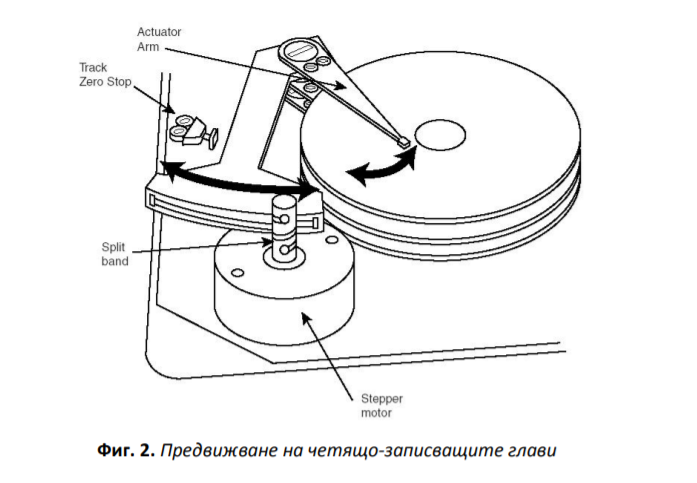 Actuator
Arm
Track
Zero Stop
Split
band
Stepper
motor
Фиг. 2. Предвижване на четящо-записващите глави